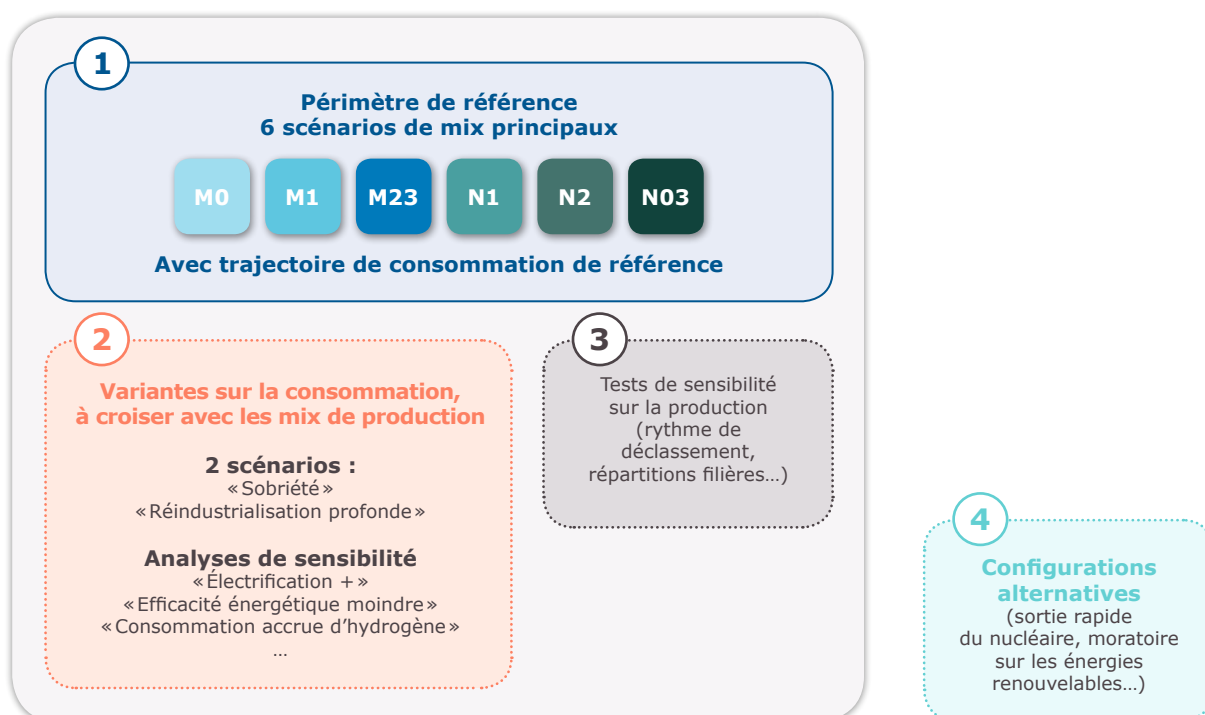 1
Périmètre de référence
6 scénarios de mix principaux
M0 M1 M23 N1 N2 N03
Avec trajectoire de consommation de référence
2
Variantes sur la consommation,
à croiser avec les mix de production
2 scénarios :
«Sobriété»
«Réindustrialisation profonde»
Analyses de sensibilité
«Électrification +»
«Efficacité énergétique moindre»
«Consommation accrue d’hydrogène»
…
3
Tests de sensibilité
sur la production
(rythme de
déclassement,
répartitions filières…)
4
Configurations
alternatives
(sortie rapide
du nucléaire, moratoire
sur les énergies
renouvelables…)